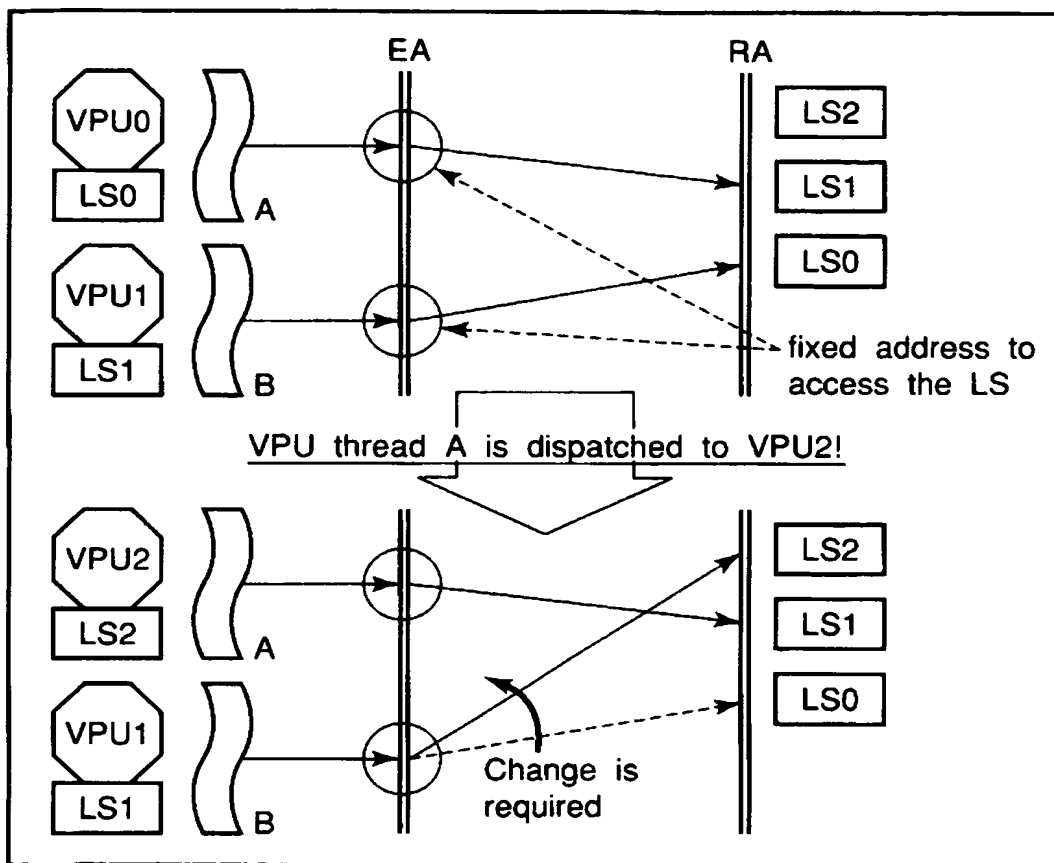 EA
RA
VPU0
LS0
A
LS2
LS1
LS0
VPU1
LS1
B
fixed address to
access the LS
VPU thread A is dispatched to VPU2!
VPU2
LS2
A
LS2
LS1
LS0
VPU1
LS1
B
Change is
required